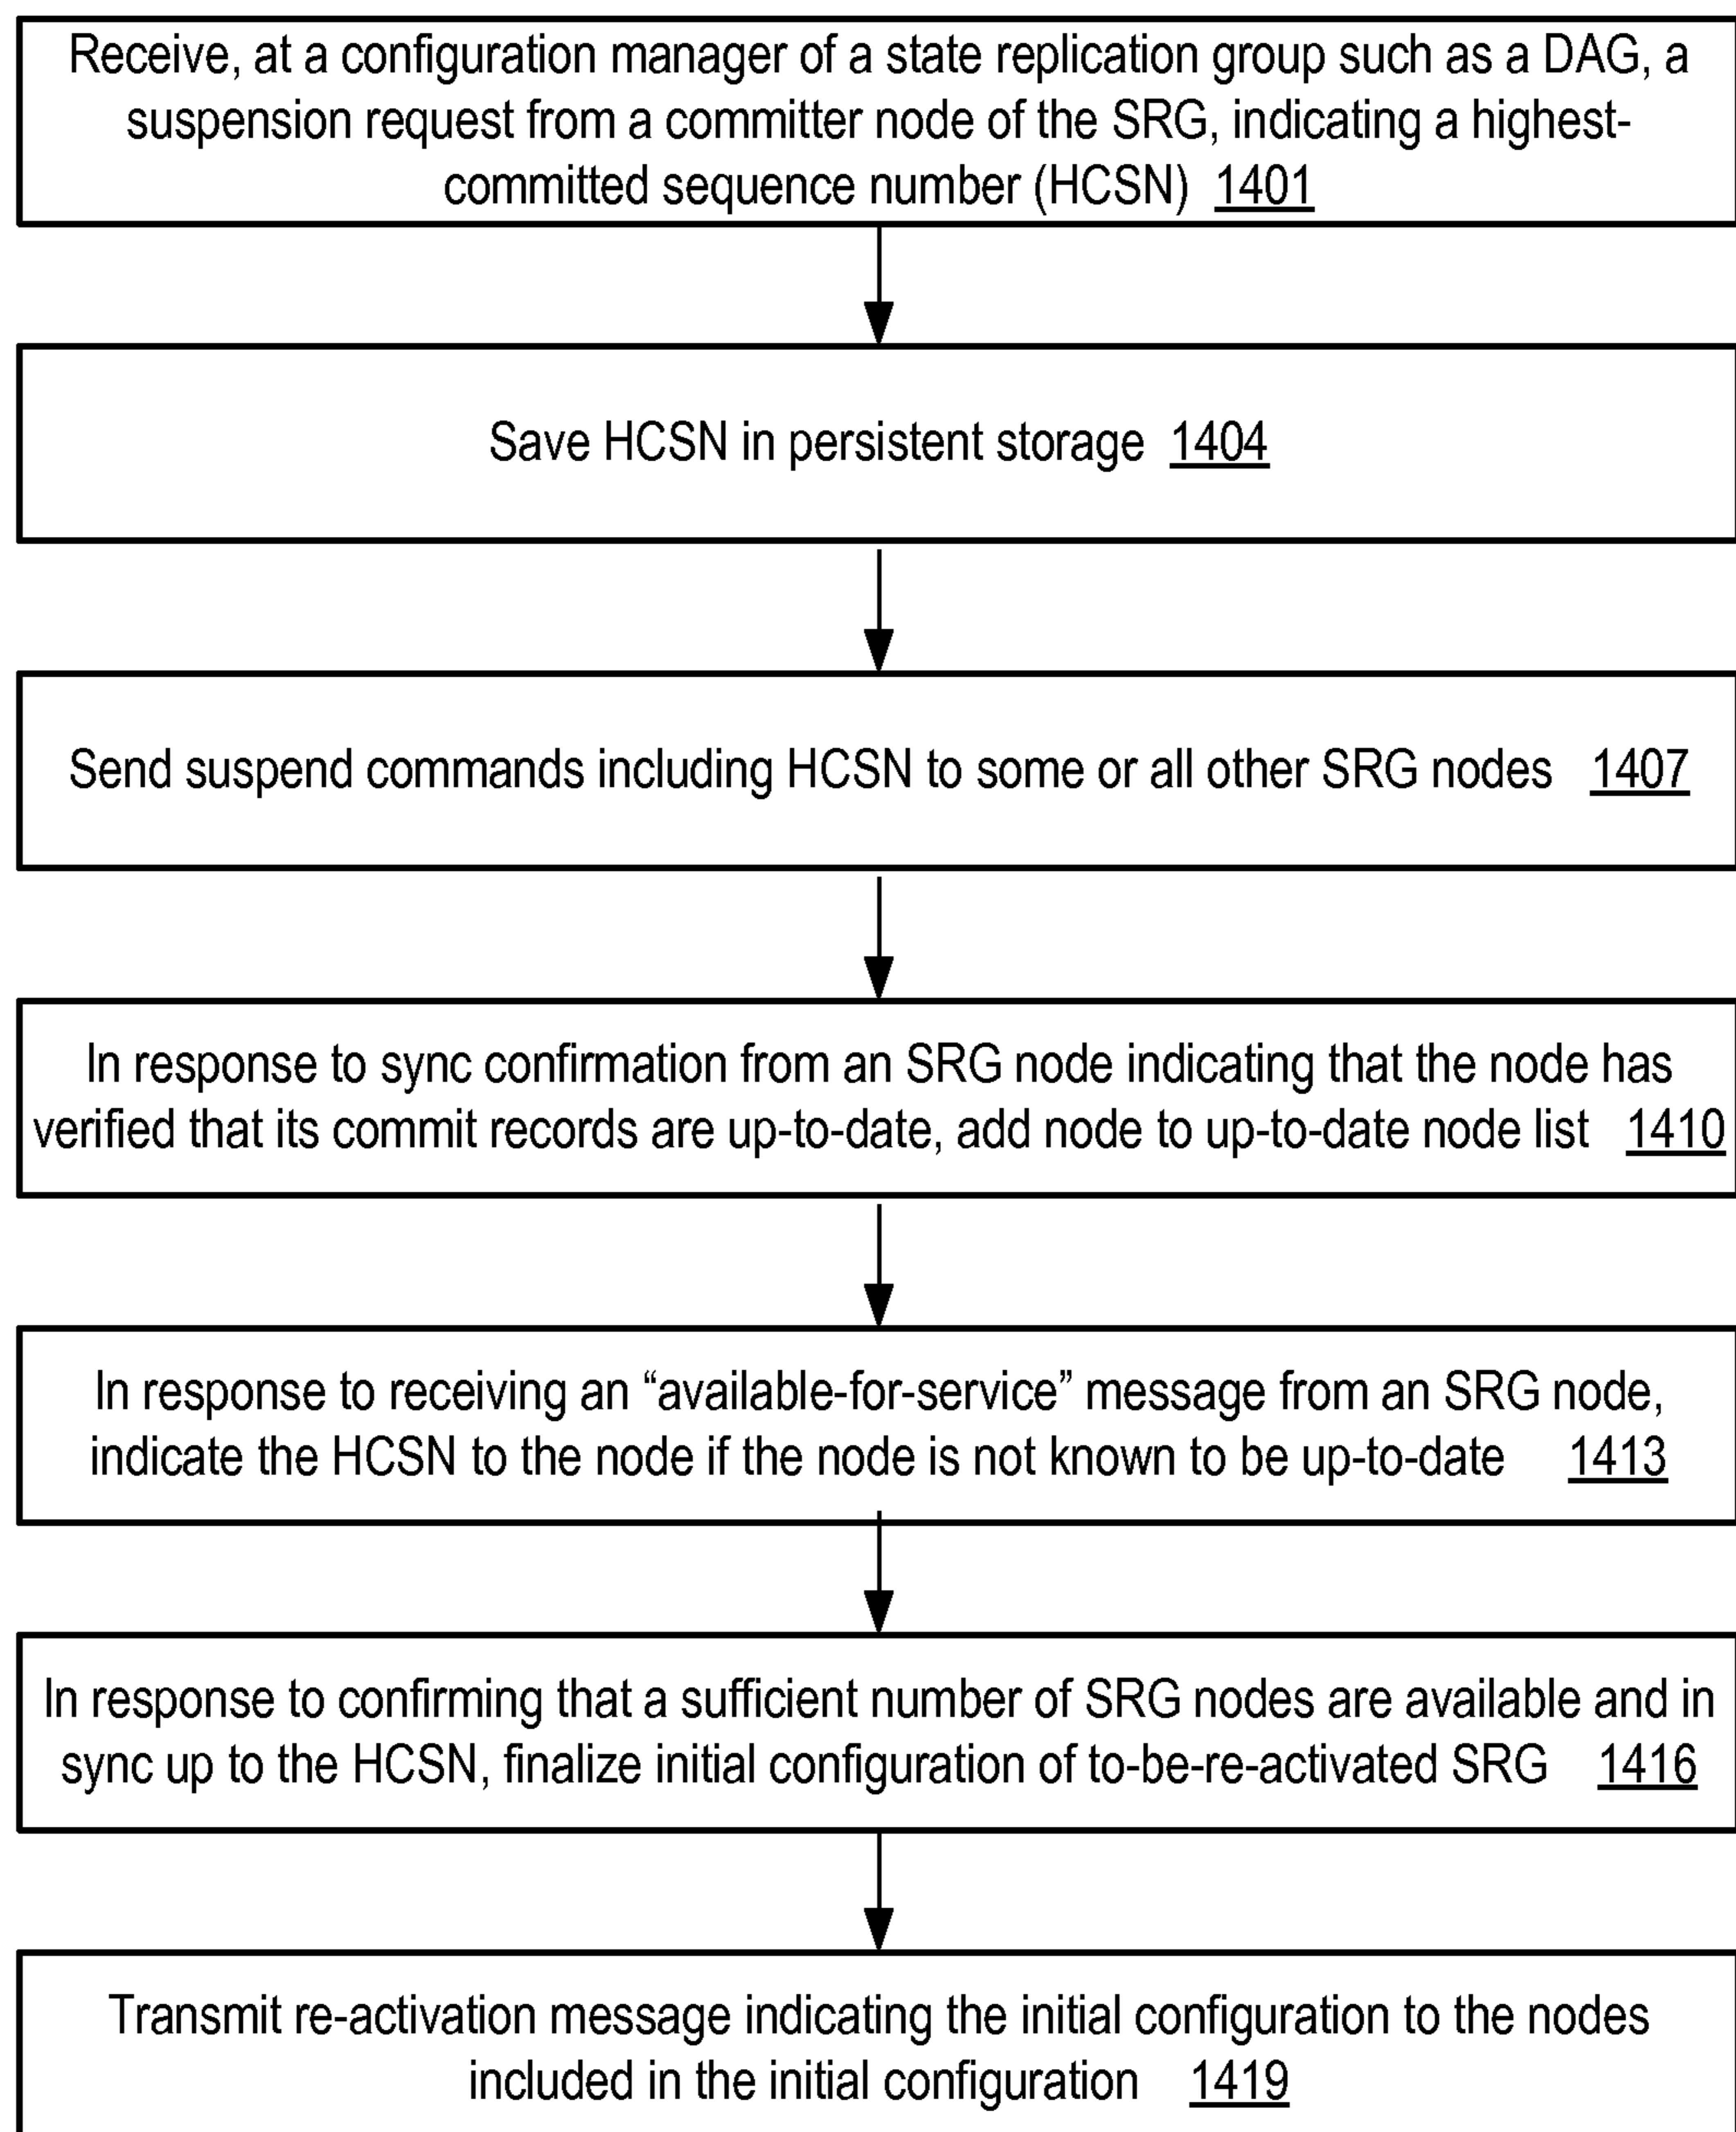 Receive, at a configuration manager of a state replication group such as a DAG, a
suspension request from a committer node of the SRG, indicating a highest-
committed sequence number (HCSN) 1401
Save HCSN in persistent storage 1404
Send suspend commands including HCSN to some or all other SRG nodes 1407
In response to sync confirmation from an SRG node indicating that the node has
verified that its commit records are up-to-date, add node to up-to-date node list 1410
In response to receiving an “available-for-service” message from an SRG node,
indicate the HCSN to the node if the node is not known to be up-to-date 1413
In response to confirming that a sufficient number of SRG nodes are available and in
sync up to the HCSN, finalize initial configuration of to-be-re-activated SRG 1416
Transmit re-activation message indicating the initial configuration to the nodes
included in the initial configuration 1419